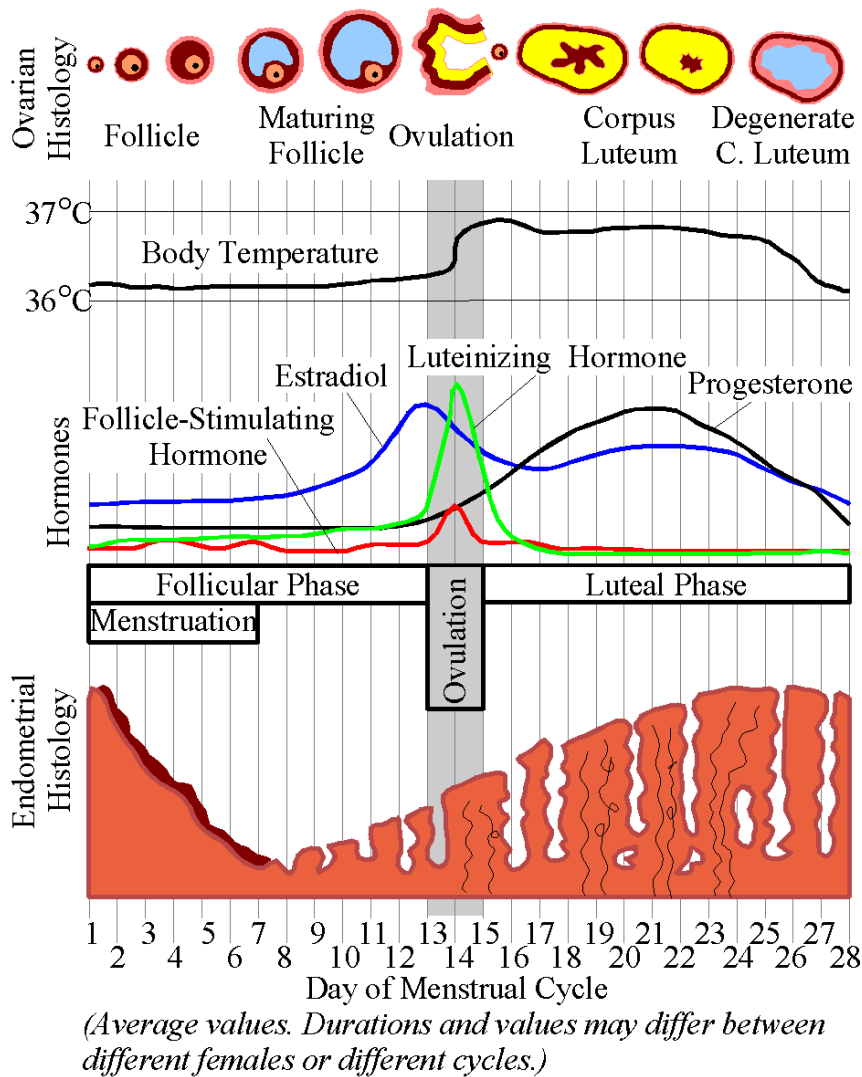 Ovarian
Histology
Follicle
Maturing
Follicle
Ovulation
Corpus
Luteum
Degenerate
C. Luteum
37°C
Body Temperature
36°C
Hormones
Luteinizing Hormone
Estradiol
Progesterone
Follicle-Stimulating
Hormone
Follicular Phase
Ovulation
Luteal Phase
Menstruation
Endometrial
Histology
1 3 5 7 9 11 13 15 17 19 21 23 25 27
2 4 6 8 10 12 14 16 18 20 22 24 26 28
Day of Menstrual Cycle
(Average values. Durations and values may differ between
different females or different cycles.)